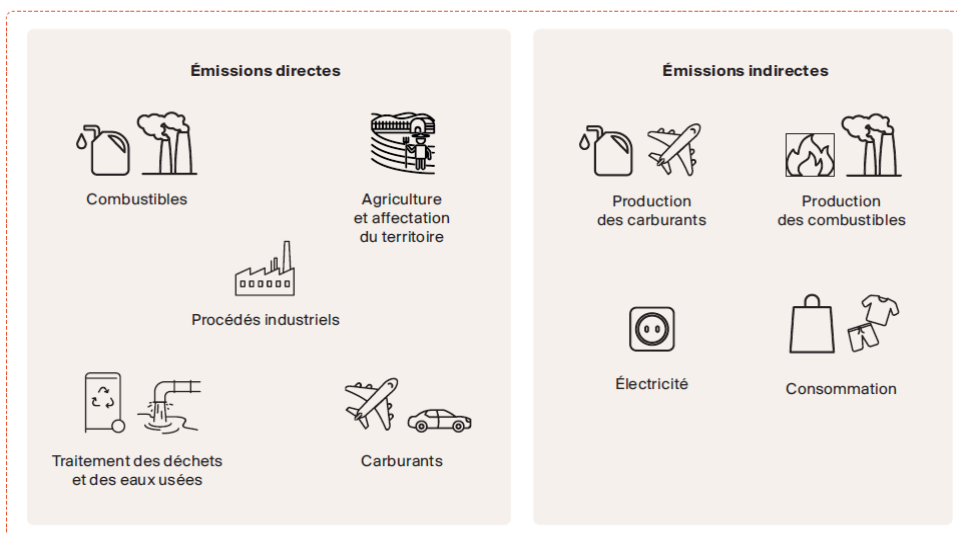 Émissions directes
Combustibles
Agriculture
et affectation
du territoire
Procédés industriels
Traitement des déchets
et des eaux usées
Carburants
Émissions indirectes
Production
des carburants
Production
des combustibles
Électricité
Consommation